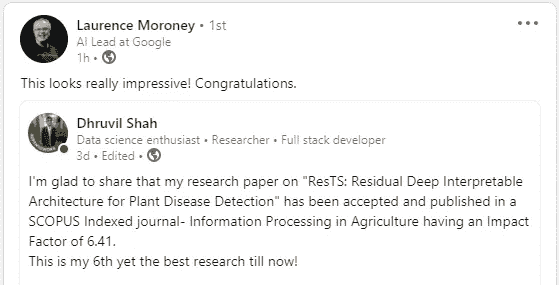 Laurence Moroney • 1st
AI Lead at Google
1h •
This looks really impressive! Congratulations.
Dhruvil Shah
Data science enthusiast • Researcher • Full stack developer
3d • Edited •
I'm glad to share that my research paper on "ResTS: Residual Deep Interpretable
Architecture for Plant Disease Detection" has been accepted and published in a
SCOPUS Indexed journal- Information Processing in Agriculture having an Impact
Factor of 6.41.
This is my 6th yet the best research till now!